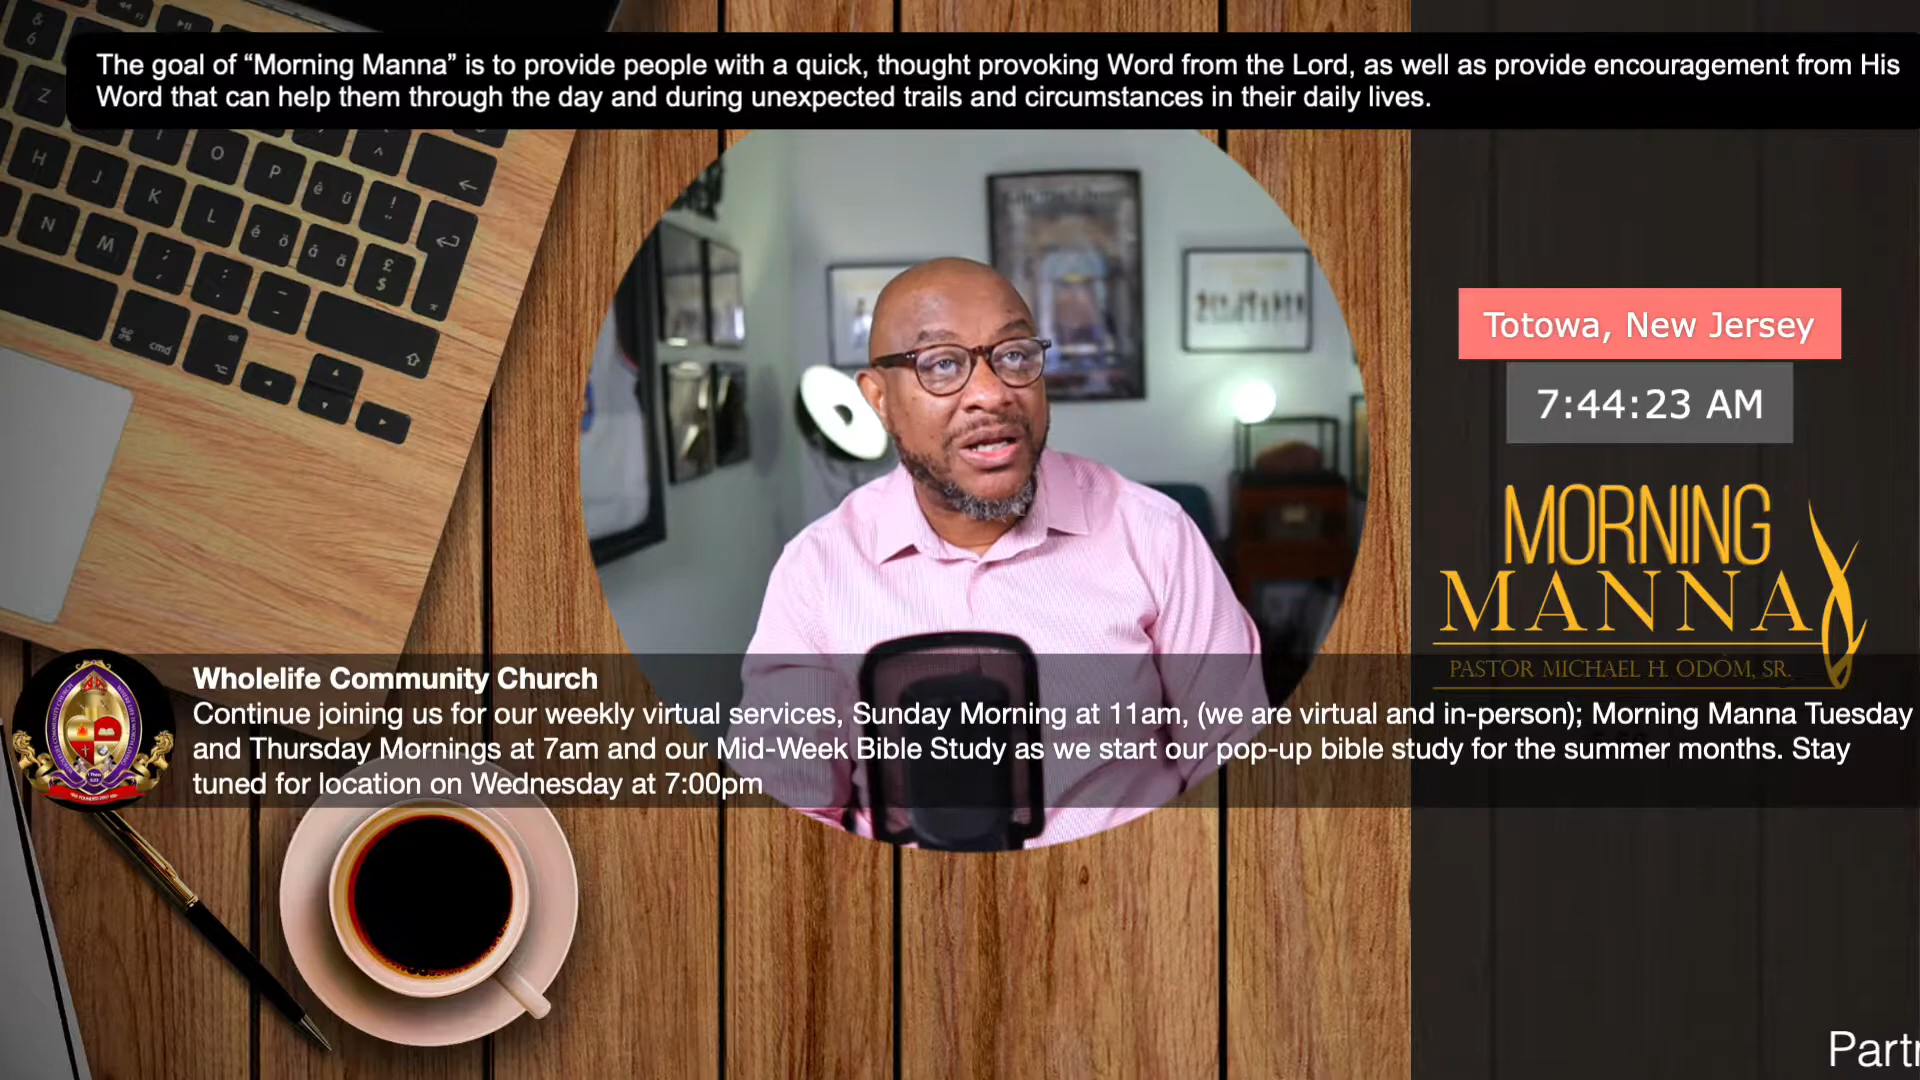 The goal of “Morning Manna” is to provide people with a quick, thought provoking Word from the Lord, as well as provide encouragement from His
Word that can help them through the day and during unexpected trails and circumstances in their daily lives.
&
6
Z
H
J
K
L
O
P
è ü
!
N
M
é ö
à ä
£
$
cmd
Totowa, New Jersey
7:44:23 AM
MORNING
MANNA
PASTOR MICHAEL H. ODOM, SR.
Wholelife Community Church
Continue joining us for our weekly virtual services, Sunday Morning at 11am, (we are virtual and in-person); Morning Manna Tuesday
and Thursday Mornings at 7am and our Mid-Week Bible Study as we start our pop-up bible study for the summer months. Stay
tuned for location on Wednesday at 7:00pm
Partn